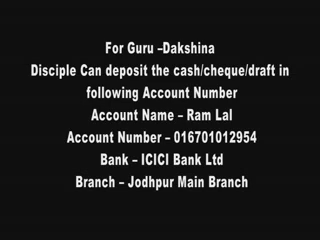 For Guru –Dakshina
Disciple Can deposit the cash/cheque/draft in
following Account Number
Account Name – Ram Lal
Account Number – 016701012954
Bank – ICICI Bank Ltd
Branch – Jodhpur Main Branch